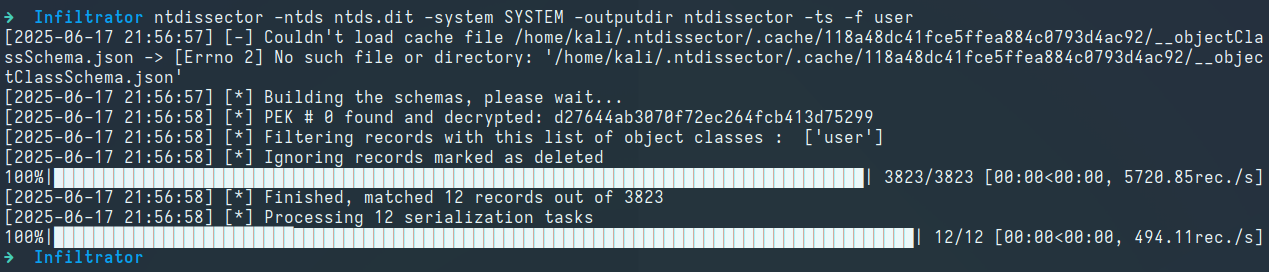 ➜  Infiltrator ntdissector -ntds ntds.dit -system SYSTEM -outputdir ntdissector -ts -f user
[2025-06-17 21:56:57] [-] Couldn't load cache file /home/kali/.ntdissector/.cache/118a48dc41fce5ffea884c0793d4ac92/__objectCla
ssSchema.json -> [Errno 2] No such file or directory: '/home/kali/.ntdissector/.cache/118a48dc41fce5ffea884c0793d4ac92/__objec
tClassSchema.json'
[2025-06-17 21:56:57] [*] Building the schemas, please wait...
[2025-06-17 21:56:58] [*] PEK # 0 found and decrypted: d27644ab3070f72ec264fcb413d75299
[2025-06-17 21:56:58] [*] Filtering records with this list of object classes :  ['user']
[2025-06-17 21:56:58] [*] Ignoring records marked as deleted
100%| | 3823/3823 [00:00<00:00, 5720.85rec./s]
[2025-06-17 21:56:58] [*] Finished, matched 12 records out of 3823
[2025-06-17 21:56:58] [*] Processing 12 serialization tasks
100%| | 12/12 [00:00<00:00, 494.11rec./s]
➜  Infiltrator